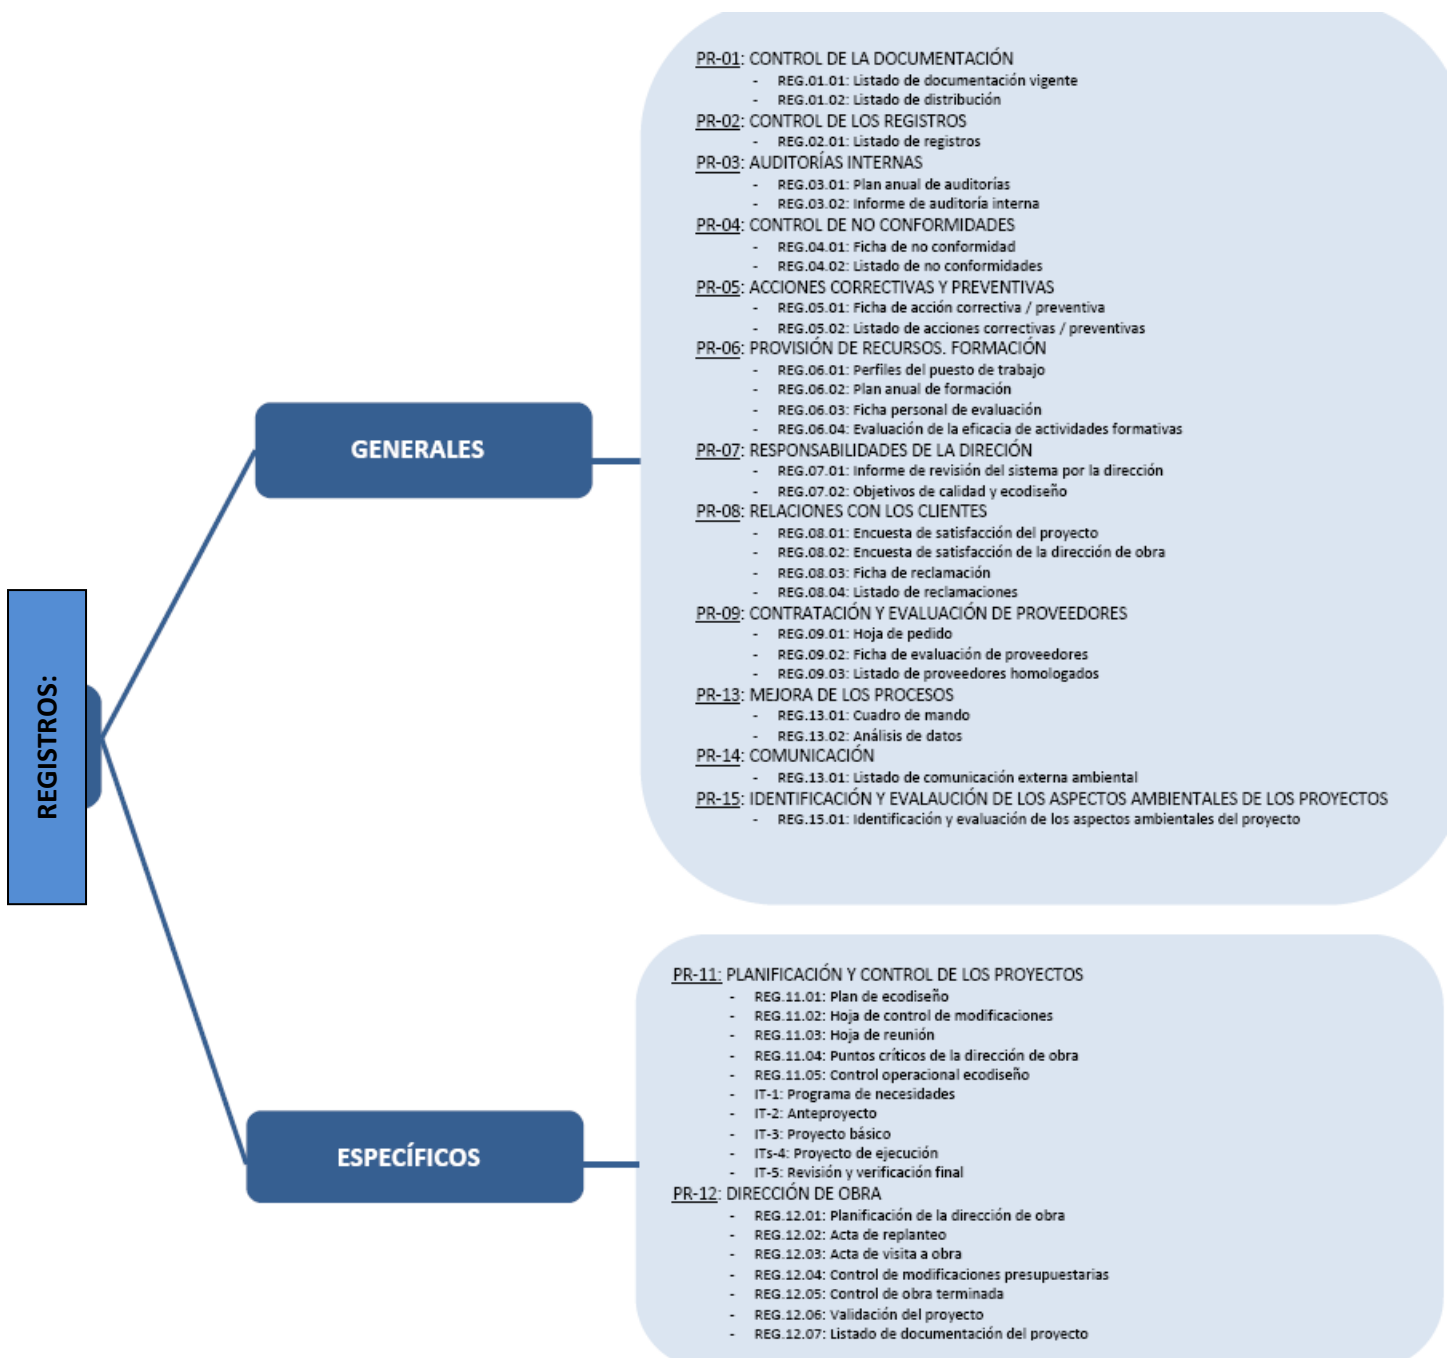 REGISTROS:
GENERALES
PR-01: CONTROL DE LA DOCUMENTACIÓN
- REG.01.01: Listado de documentación vigente
- REG.01.02: Listado de distribución
PR-02: CONTROL DE LOS REGISTROS
- REG.02.01: Listado de registros
PR-03: AUDITORÍAS INTERNAS
- REG.03.01: Plan anual de auditorías
- REG.03.02: Informe de auditoría interna
PR-04: CONTROL DE NO CONFORMIDADES
- REG.04.01: Ficha de no conformidad
- REG.04.02: Listado de no conformidades
PR-05: ACCIONES CORRECTIVAS Y PREVENTIVAS
- REG.05.01: Ficha de acción correctiva / preventiva
- REG.05.02: Listado de acciones correctivas / preventivas
PR-06: PROVISIÓN DE RECURSOS. FORMACIÓN
- REG.06.01: Perfiles del puesto de trabajo
- REG.06.02: Plan anual de formación
- REG.06.03: Ficha personal de evaluación
- REG.06.04: Evaluación de la eficacia de actividades formativas
PR-07: RESPONSABILIDADES DE LA DIRECIÓN
- REG.07.01: Informe de revisión del sistema por la dirección
- REG.07.02: Objetivos de calidad y ecodiseño
PR-08: RELACIONES CON LOS CLIENTES
- REG.08.01: Encuesta de satisfacción del proyecto
- REG.08.02: Encuesta de satisfacción de la dirección de obra
- REG.08.03: Ficha de reclamación
- REG.08.04: Listado de reclamaciones
PR-09: CONTRATACIÓN Y EVALUACIÓN DE PROVEEDORES
- REG.09.01: Hoja de pedido
- REG.09.02: Ficha de evaluación de proveedores
- REG.09.03: Listado de proveedores homologados
PR-13: MEJORA DE LOS PROCESOS
- REG.13.01: Cuadro de mando
- REG.13.02: Análisis de datos
PR-14: COMUNICACIÓN
- REG.13.01: Listado de comunicación externa ambiental
PR-15: IDENTIFICACIÓN Y EVALAUCIÓN DE LOS ASPECTOS AMBIENTALES DE LOS PROYECTOS
- REG.15.01: Identificación y evaluación de los aspectos ambientales del proyecto
ESPECÍFICOS
PR-11: PLANIFICACIÓN Y CONTROL DE LOS PROYECTOS
- REG.11.01: Plan de ecodiseño
- REG.11.02: Hoja de control de modificaciones
- REG.11.03: Hoja de reunión
- REG.11.04: Puntos críticos de la dirección de obra
- REG.11.05: Control operacional ecodiseño
- IT-1: Programa de necesidades
- IT-2: Anteproyecto
- IT-3: Proyecto básico
- ITs-4: Proyecto de ejecución
- IT-5: Revisión y verificación final
PR-12: DIRECCIÓN DE OBRA
- REG.12.01: Planificación de la dirección de obra
- REG.12.02: Acta de replanteo
- REG.12.03: Acta de visita a obra
- REG.12.04: Control de modificaciones presupuestarias
- REG.12.05: Control de obra terminada
- REG.12.06: Validación del proyecto
- REG.12.07: Listado de documentación del proyecto